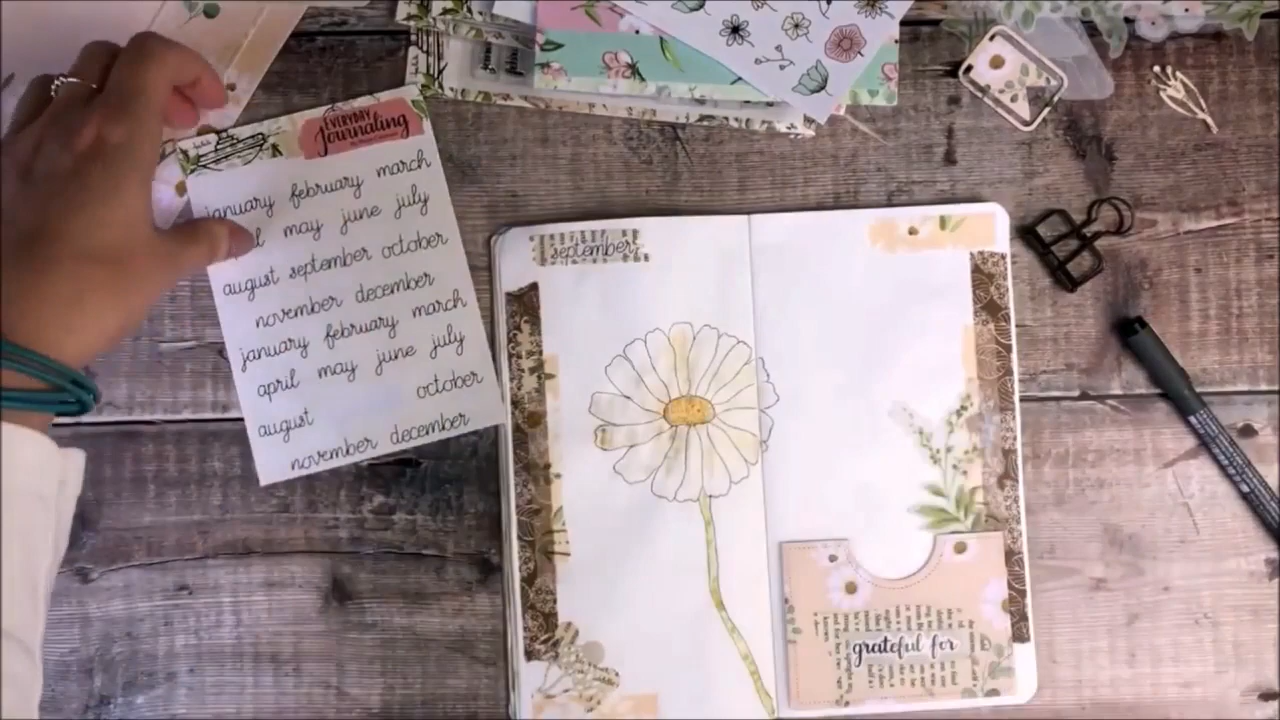 EVERYDAY
Journaling
january february march
may june july
august september october
november december
january february march
april may june july
august october
november december
september
grateful for